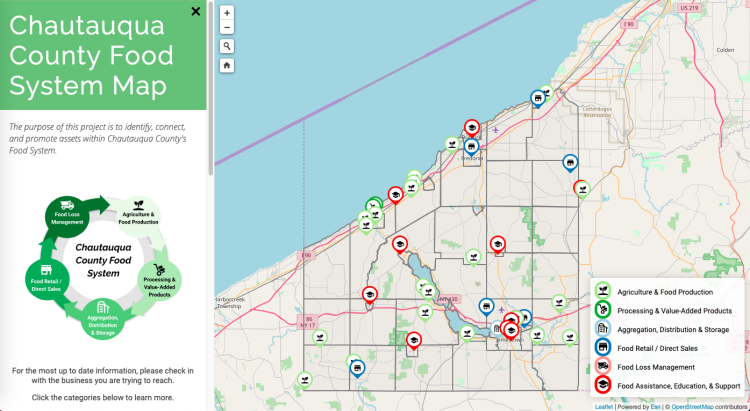 Chautauqua
County Food
System Map
The purpose of this project is to identify, connect,
and promote assets within Chautauqua County's
Food System.
Food Loss
Management
Agriculture &
Food Production
Chautauqua
County Food
System
Food Retail /
Direct Sales
Processing &
Value-Added
Products
Aggregation,
Distribution
& Storage
For the most up to date information, please check in
with the business you are trying to reach.
Click the categories below to learn more.
+
−
US 219
I 90
Colden
I 90
Cattaraugus
Reservation
Fredonia
I 90
Harborcreek
Township
86
NY 17
I 430
Jamestown
Agriculture & Food Production
Processing & Value-Added Products
Aggregation, Distribution & Storage
Food Retail / Direct Sales
Food Loss Management
Food Assistance, Education, & Support
Leaflet | Powered by Esri | © OpenStreetMap contributors